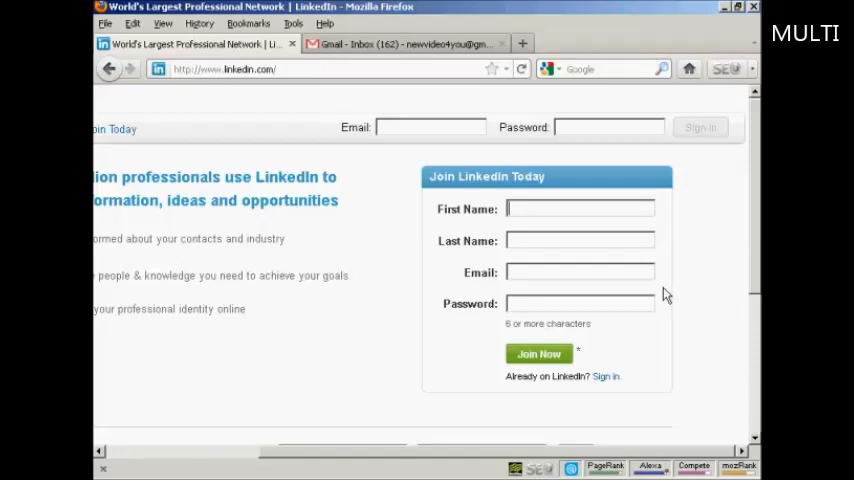 World's Largest Professional Network | LinkedIn - Mozilla Firefox
MULTI
File Edit View History Bookmarks Tools Help
World's Largest Professional Network | Li...
Gmail - Inbox (162) - newvideo4you@gm...
http://www.linkedin.com/
Google
SEO
oin Today
Email:
Password:
Sign In
lion professionals use LinkedIn to
ormation, ideas and opportunities
ormed about your contacts and industry
people & knowledge you need to achieve your goals
your professional identity online
Join LinkedIn Today
First Name:
Last Name:
Email:
Password:
6 or more characters
Join Now *
Already on LinkedIn? Sign in.
SEO PageRank Alexa Compete mozRank